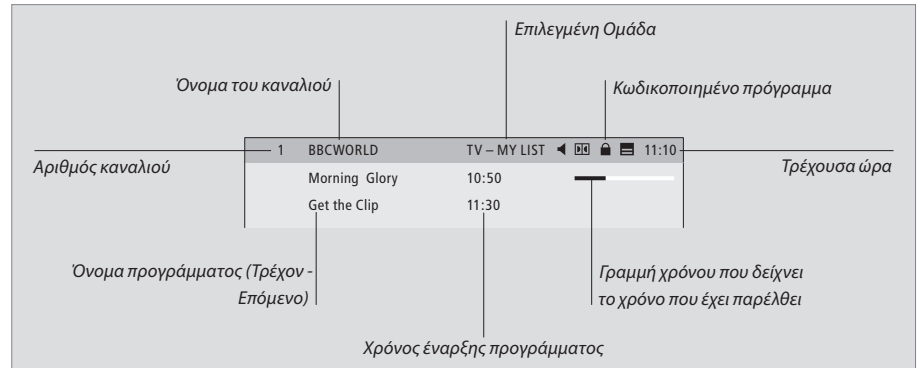 Επιλεγμένη Ομάδα
Όνομα του καναλιού
Κωδικοποιημένο πρόγραμμα
Αριθμός καναλιού
1 BBCWORLD TV – MY LIST 11:10
Τρέχουσα ώρα
Morning Glory 10:50
Get the Clip 11:30
Όνομα προγράμματος (Τρέχον -
Επόμενο)
Γραμμή χρόνου που δείχνει
το χρόνο που έχει παρέλθει
Χρόνος έναρξης προγράμματος